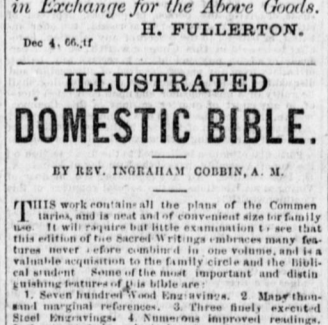 in Exchange for the Above Goods.
H. FULLERTON.
Dec 4, 66.,tf
ILLUSTRATED
DOMESTIC BIBLE.
BY REV. INGRAHAM COBBIN, A. M.
THIS work contains all the plans of the Commen
taries, and is neat and of convenient size for family
use. It will require but little examination to see that
this edition of the Sacred Writings embraces many fea-
tures never before combined in one volume, and is a
valuable acquisition to the family circle and the bibli-
cal student Some of the most important and distin
guishing features of this bible are:
1. Seven hundred Wood Engravings. 2. Many thou-
sand marginal references. 3. Three finely executed
Steel Engravings. 4. Numerous improved readings.